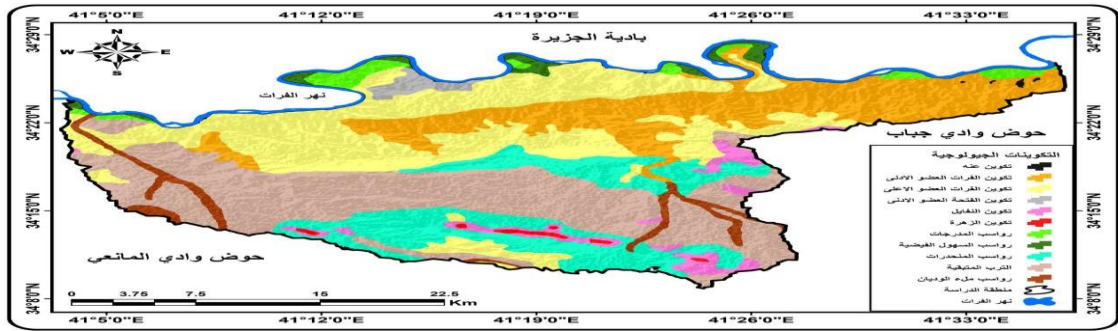 41°5'0"E 41°12'0"E 41°19'0"E 41°26'0"E 41°33'0"E
34°29'0"N
34°29'0"N
N
W E
S
بادية الجزيرة
نهر الفرات
34°22'0"N
34°22'0"N
حوض وادي جباب
التكوينات الجيولوجية
تكوين عنه
تكوين الفرات العضو الادنى
تكوين الفرات العضو الاعلى
تكوين الفتحة العضو الادنى
تكوين النفايل
تكوين الزهرة
رواسب المدرجات
رواسب السهول الفيضية
رواسب المنحدرات
الترب المتبقية
رواسب ملء الوديان
منطقة الدراسة
نهر الفرات
34°15'0"N
34°15'0"N
حوض وادي المانعي
34°8'0"N
34°8'0"N
0 3.75 7.5 15 22.5
Km
41°5'0"E 41°12'0"E 41°19'0"E 41°26'0"E 41°33'0"E